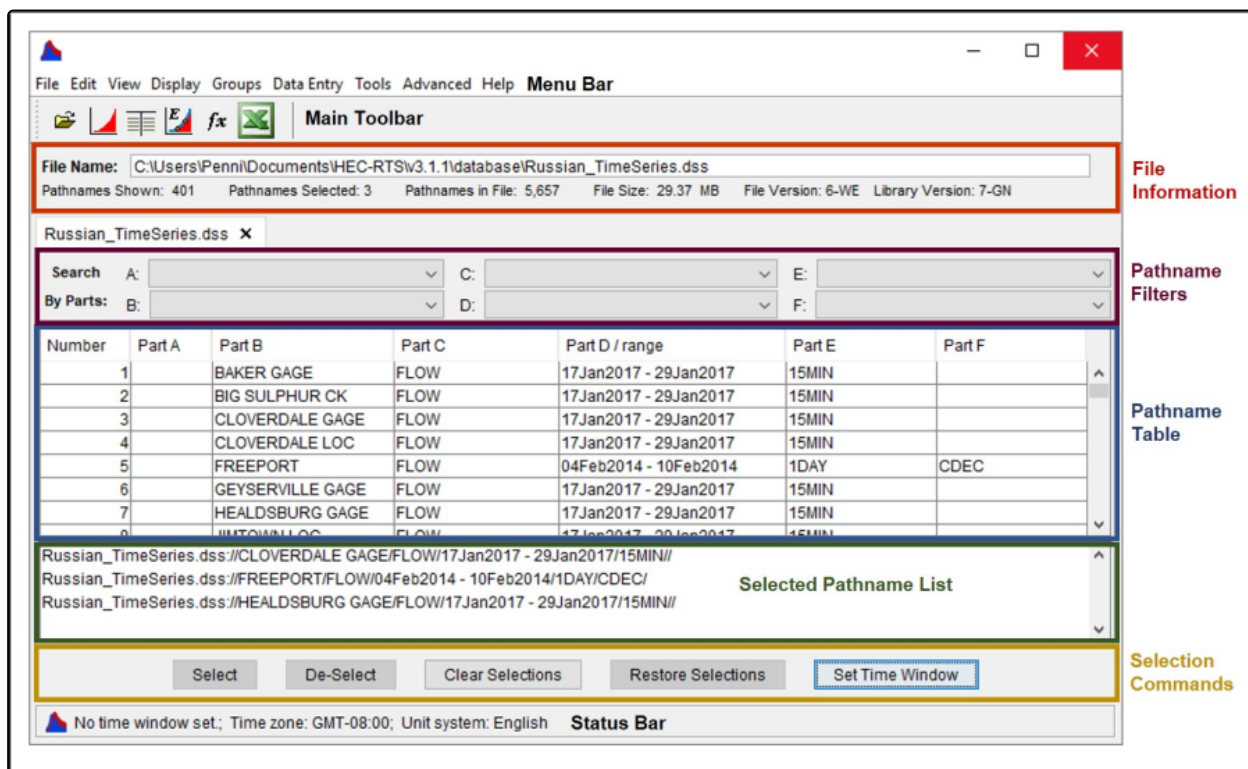 File Edit View Display Groups Data Entry Tools Advanced Help Menu Bar
E fx X Main Toolbar
File Name: C:\Users\Penni\Documents\HEC-RTS\v3.1.1\database\Russian_TimeSeries.dss
Pathnames Shown: 401 Pathnames Selected: 3 Pathnames in File: 5,657 File Size: 29.37 MB File Version: 6-WE Library Version: 7-GN
File
Information
Russian_TimeSeries.dss ×
Search A: C: E:
By Parts: B: D: F:
Pathname
Filters
Number Part A Part B Part C Part D / range Part E Part F
1 BAKER GAGE FLOW 17Jan2017 - 29Jan2017 15MIN
2 BIG SULPHUR CK FLOW 17Jan2017 - 29Jan2017 15MIN
3 CLOVERDALE GAGE FLOW 17Jan2017 - 29Jan2017 15MIN
4 CLOVERDALE LOC FLOW 17Jan2017 - 29Jan2017 15MIN
5 FREEPORT FLOW 04Feb2014 - 10Feb2014 1DAY CDEC
6 GEYSERVILLE GAGE FLOW 17Jan2017 - 29Jan2017 15MIN
7 HEALDSBURG GAGE FLOW 17Jan2017 - 29Jan2017 15MIN
8 JIMTOWN LOC FLOW 17Jan2017 - 29Jan2017 15MIN
Pathname
Table
Russian_TimeSeries.dss://CLOVERDALE GAGE/FLOW/17Jan2017 - 29Jan2017/15MIN//
Russian_TimeSeries.dss://FREEPORT/FLOW/04Feb2014 - 10Feb2014/1DAY/CDEC/
Russian_TimeSeries.dss://HEALDSBURG GAGE/FLOW/17Jan2017 - 29Jan2017/15MIN//
Selected Pathname List
Select De-Select Clear Selections Restore Selections Set Time Window
Selection
Commands
No time window set.; Time zone: GMT-08:00; Unit system: English Status Bar